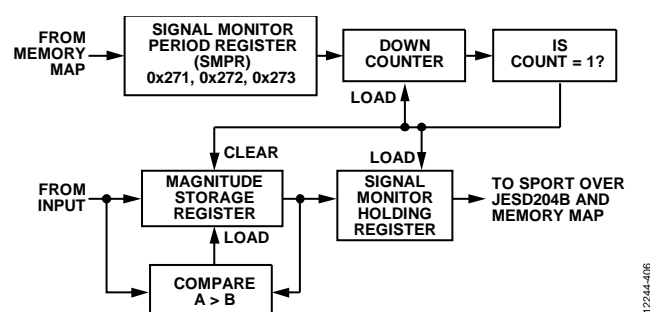 FROM
MEMORY
MAP
SIGNAL MONITOR
PERIOD REGISTER
(SMPR)
0x271, 0x272, 0x273
DOWN
COUNTER
IS
COUNT = 1?
LOAD
CLEAR
LOAD
FROM
INPUT
MAGNITUDE
STORAGE
REGISTER
SIGNAL
MONITOR
HOLDING
REGISTER
TO SPORT OVER
JESD204B AND
MEMORY MAP
LOAD
COMPARE
A > B
12244-406